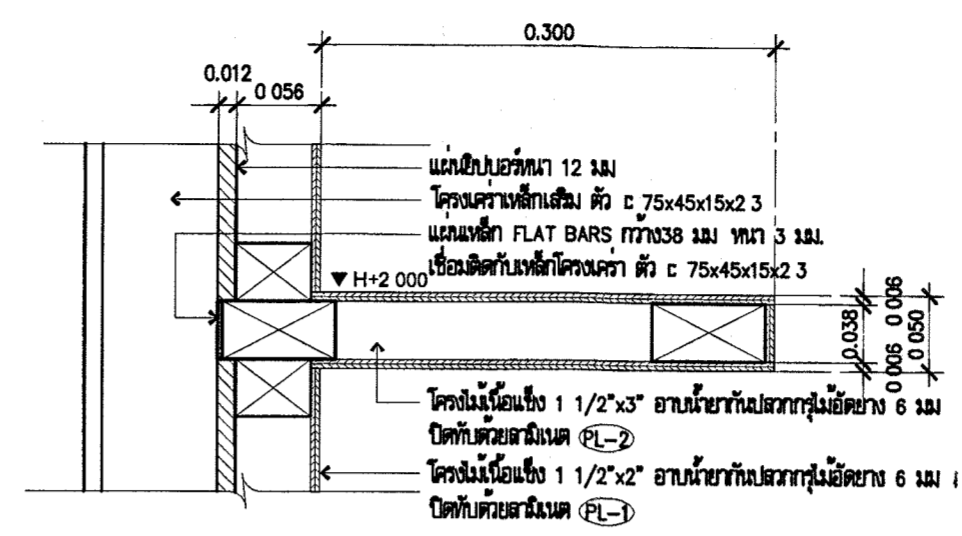 0.300
0.012
0 056
แผ่นยิปบอร์หนา 12 มม
โครงเคร่าเหล็กเสริม ตัว C 75x45x15x2 3
แผ่นเหล็ก FLAT BARS กว้าง38 มม หนา 3 มม.
เชื่อมติดกับเหล็กโครงเคร่า ตัว C 75x45x15x2 3
▼ H+2 000
0 006
0.038
0 050
0 006
โครงไม้เนื้อแข็ง 1 1/2"x3" อาบน้ำยากันปลวกกรุไม้อัดยาง 6 มม
ปิดทับด้วยลามิเนต PL-2
โครงไม้เนื้อแข็ง 1 1/2"x2" อาบน้ำยากันปลวกกรุไม้อัดยาง 6 มม
ปิดทับด้วยลามิเนต PL-1